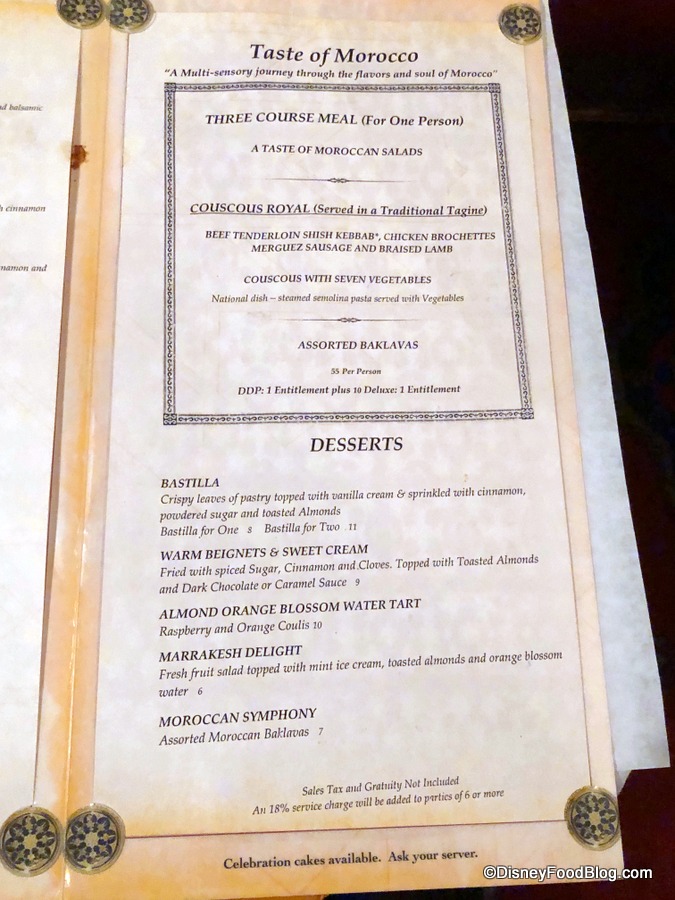 Taste of Morocco
"A Multi-sensory journey through the flavors and soul of Morocco"
THREE COURSE MEAL (For One Person)
A TASTE OF MOROCCAN SALADS
COUSCOUS ROYAL (Served in a Traditional Tagine)
BEEF TENDERLOIN SHISH KEBBAB*, CHICKEN BROCHETTES
MERGUEZ SAUSAGE AND BRAISED LAMB
COUSCOUS WITH SEVEN VEGETABLES
National dish – steamed semolina pasta served with Vegetables
ASSORTED BAKLAVAS
55 Per Person
DDP: 1 Entitlement plus 10 Deluxe: 1 Entitlement
DESSERTS
BASTILLA
Crispy leaves of pastry topped with vanilla cream & sprinkled with cinnamon,
powdered sugar and toasted Almonds
Bastilla for One 8 Bastilla for Two 11
WARM BEIGNETS & SWEET CREAM
Fried with spiced Sugar, Cinnamon and Cloves. Topped with Toasted Almonds
and Dark Chocolate or Caramel Sauce 9
ALMOND ORANGE BLOSSOM WATER TART
Raspberry and Orange Coulis 10
MARRAKESH DELIGHT
Fresh fruit salad topped with mint ice cream, toasted almonds and orange blossom
water 6
MOROCCAN SYMPHONY
Assorted Moroccan Baklavas 7
Sales Tax and Gratuity Not Included
An 18% service charge will be added to parties of 6 or more
Celebration cakes available. Ask your server.
balsamic
cinnamon
and
©DisneyFoodBlog.com